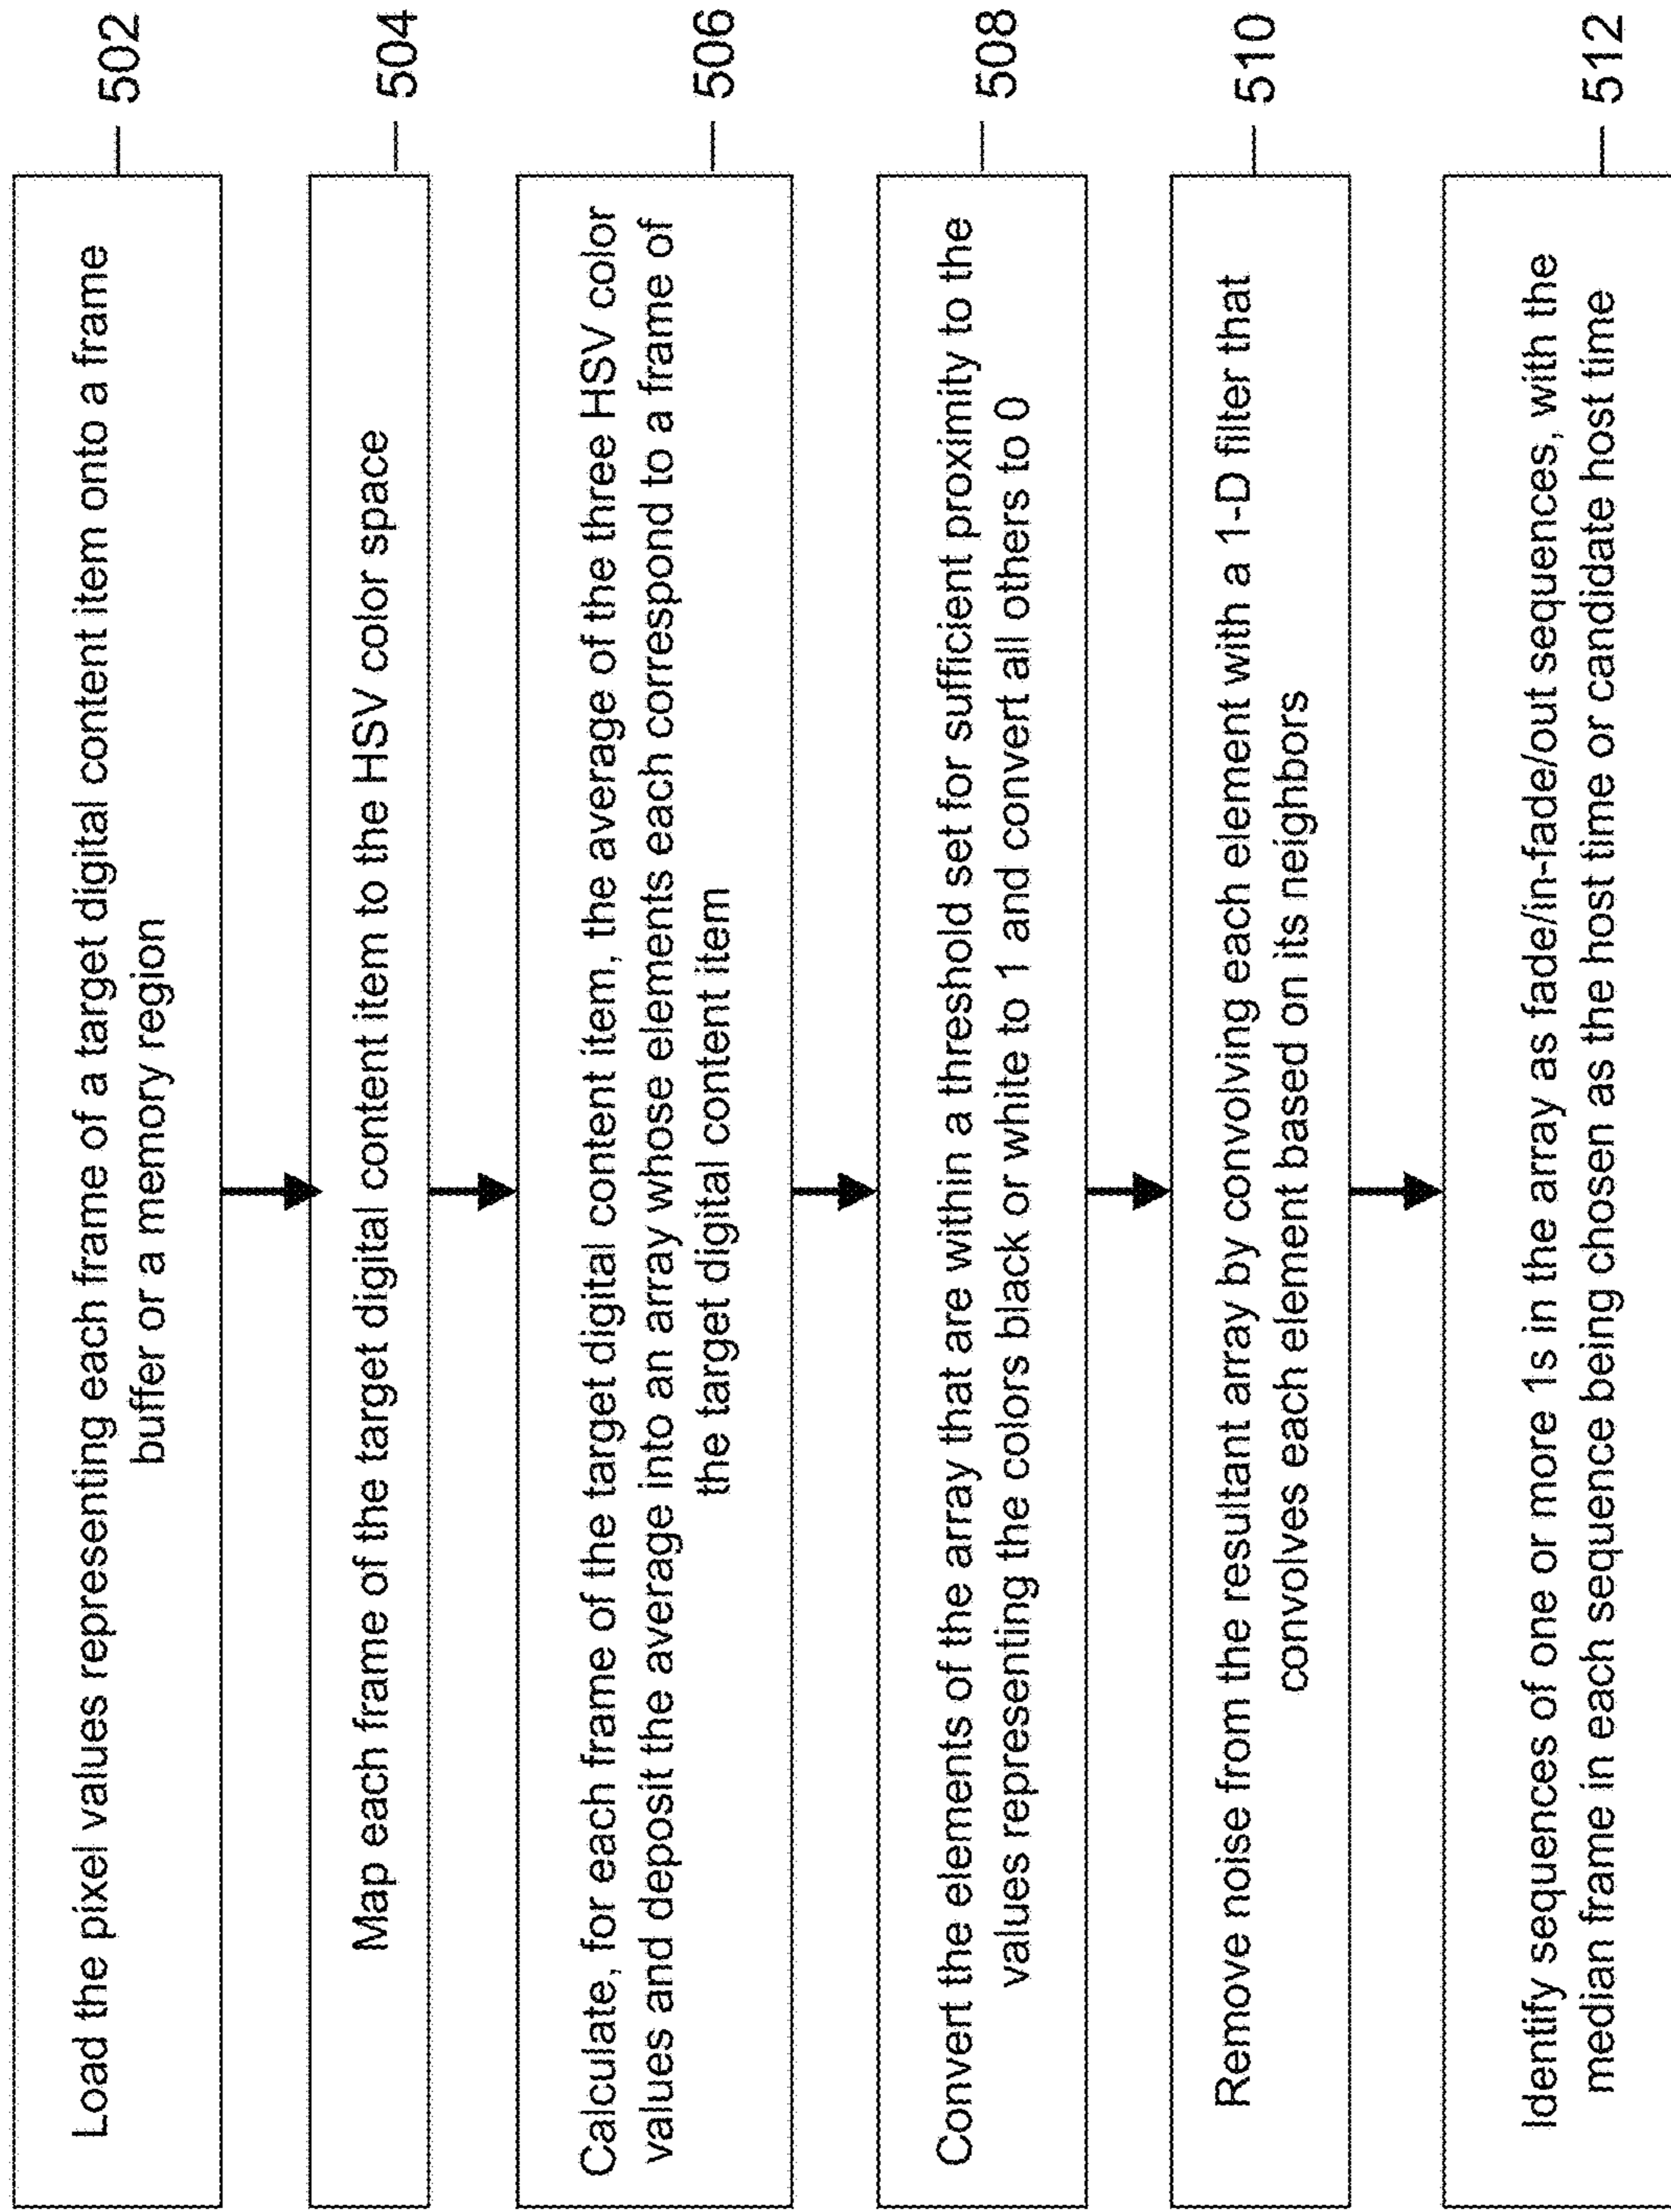 Load the pixel values representing each frame of a target digital content item onto a frame
buffer or a memory region
502
Map each frame of the target digital content item to the HSV color space
504
Calculate, for each frame of the target digital content item, the average of the three HSV color
values and deposit the average into an array whose elements each correspond to a frame of
the target digital content item
506
Convert the elements of the array that are within a threshold set for sufficient proximity to the
values representing the colors black or white to 1 and convert all others to 0
508
Remove noise from the resultant array by convolving each element with a 1-D filter that
convolves each element based on its neighbors
510
Identify sequences of one or more 1s in the array as fade/in-fade/out sequences, with the
median frame in each sequence being chosen as the host time or candidate host time
512